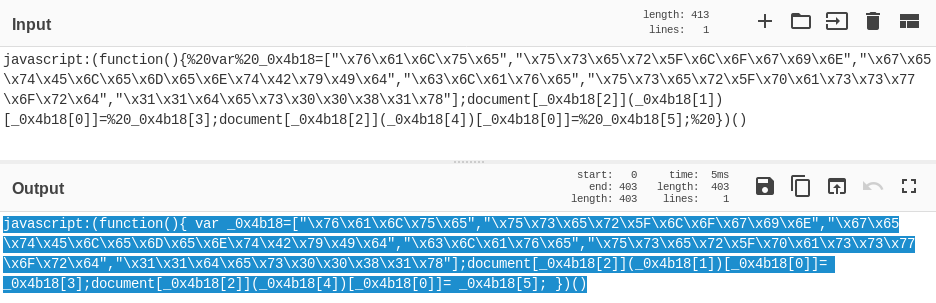 Input
length: 413
lines: 1
javascript:(function(){%20var%20_0x4b18=["\x76\x61\x6C\x75\x65","\x75\x73\x65\x72\x5F\x6C\x6F\x67\x69\x6E","\x67\x65
\x74\x45\x6C\x65\x6D\x65\x6E\x74\x42\x79\x49\x64","\x63\x6C\x61\x76\x65","\x75\x73\x65\x72\x5F\x70\x61\x73\x73\x77
\x6F\x72\x64","\x31\x31\x64\x65\x73\x30\x30\x38\x31\x78"];document[_0x4b18[2]](_0x4b18[1])
[_0x4b18[0]]=%20_0x4b18[3];document[_0x4b18[2]](_0x4b18[4])[_0x4b18[0]]=%20_0x4b18[5];%20})()
Output
start: 0
end: 403
length: 403
time: 5ms
length: 403
lines: 1
javascript:(function(){ var _0x4b18=["\x76\x61\x6C\x75\x65","\x75\x73\x65\x72\x5F\x6C\x6F\x67\x69\x6E","\x67\x65
\x74\x45\x6C\x65\x6D\x65\x6E\x74\x42\x79\x49\x64","\x63\x6C\x61\x76\x65","\x75\x73\x65\x72\x5F\x70\x61\x73\x73\x77
\x6F\x72\x64","\x31\x31\x64\x65\x73\x30\x30\x38\x31\x78"];document[_0x4b18[2]](_0x4b18[1])[_0x4b18[0]]=
_0x4b18[3];document[_0x4b18[2]](_0x4b18[4])[_0x4b18[0]]= _0x4b18[5]; })()